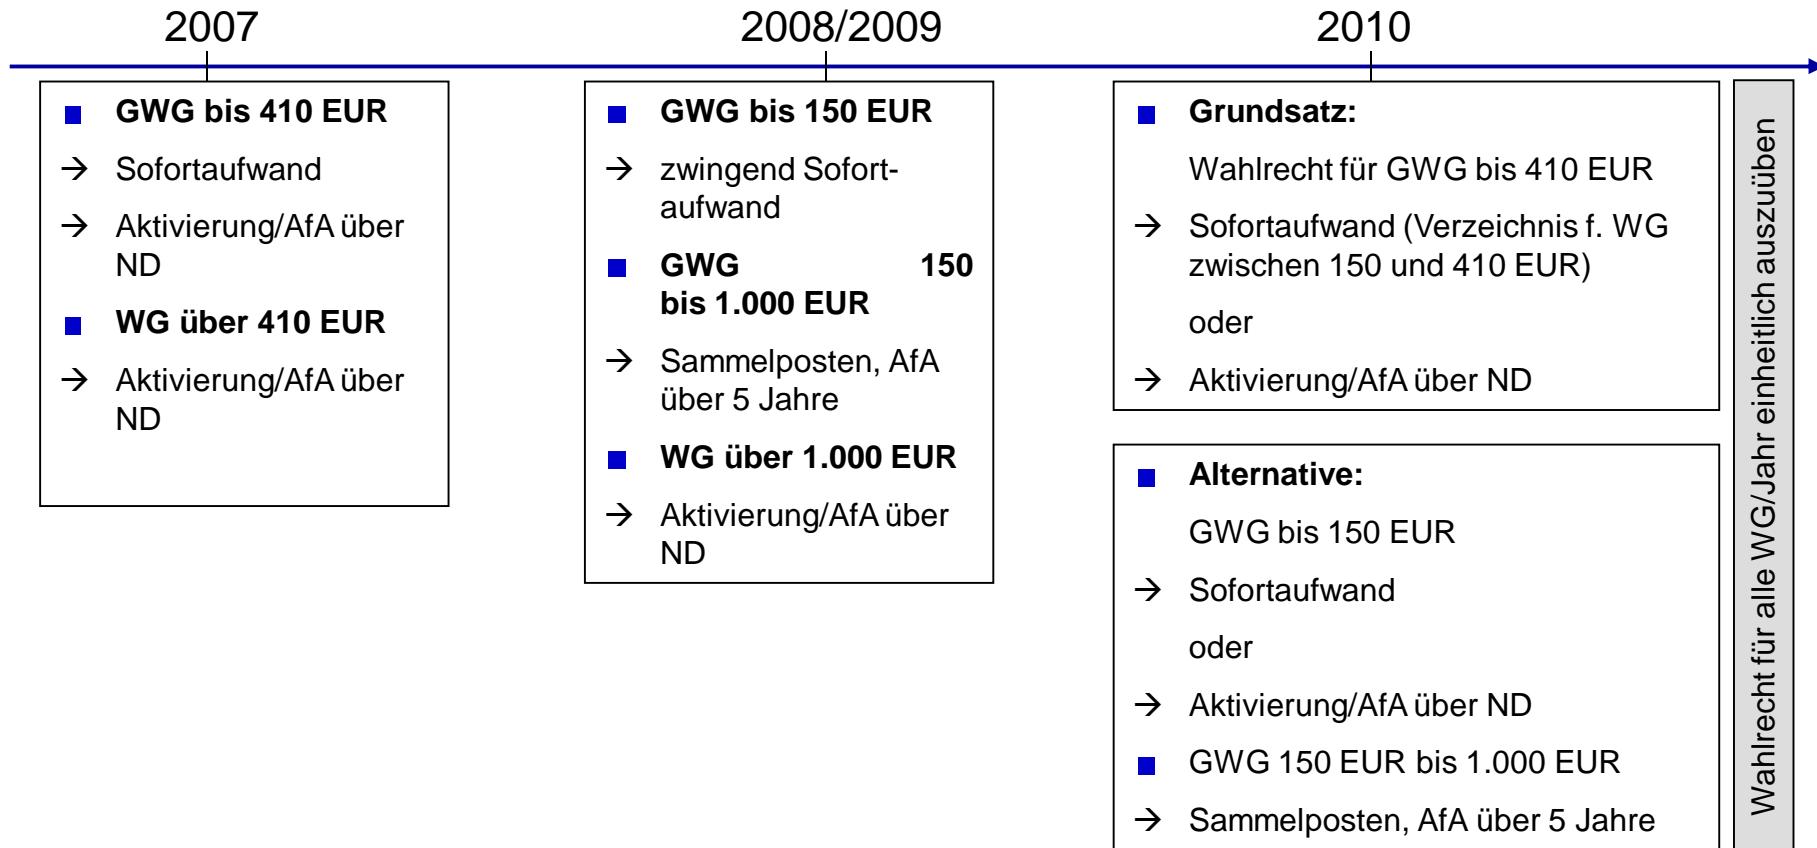 2007
2008/2009
2010
GWG bis 410 EUR
→ Sofortaufwand
→ Aktivierung/AfA über
ND
WG über 410 EUR
→ Aktivierung/AfA über
ND
GWG bis 150 EUR
→ zwingend Sofort-
aufwand
GWG 150
bis 1.000 EUR
→ Sammelposten, AfA
über 5 Jahre
WG über 1.000 EUR
→ Aktivierung/AfA über
ND
Grundsatz:
Wahlrecht für GWG bis 410 EUR
→ Sofortaufwand (Verzeichnis f. WG
zwischen 150 und 410 EUR)
oder
→ Aktivierung/AfA über ND
Alternative:
GWG bis 150 EUR
→ Sofortaufwand
oder
→ Aktivierung/AfA über ND
GWG 150 EUR bis 1.000 EUR
→ Sammelposten, AfA über 5 Jahre
Wahlrecht für alle WG/Jahr einheitlich auszuüben